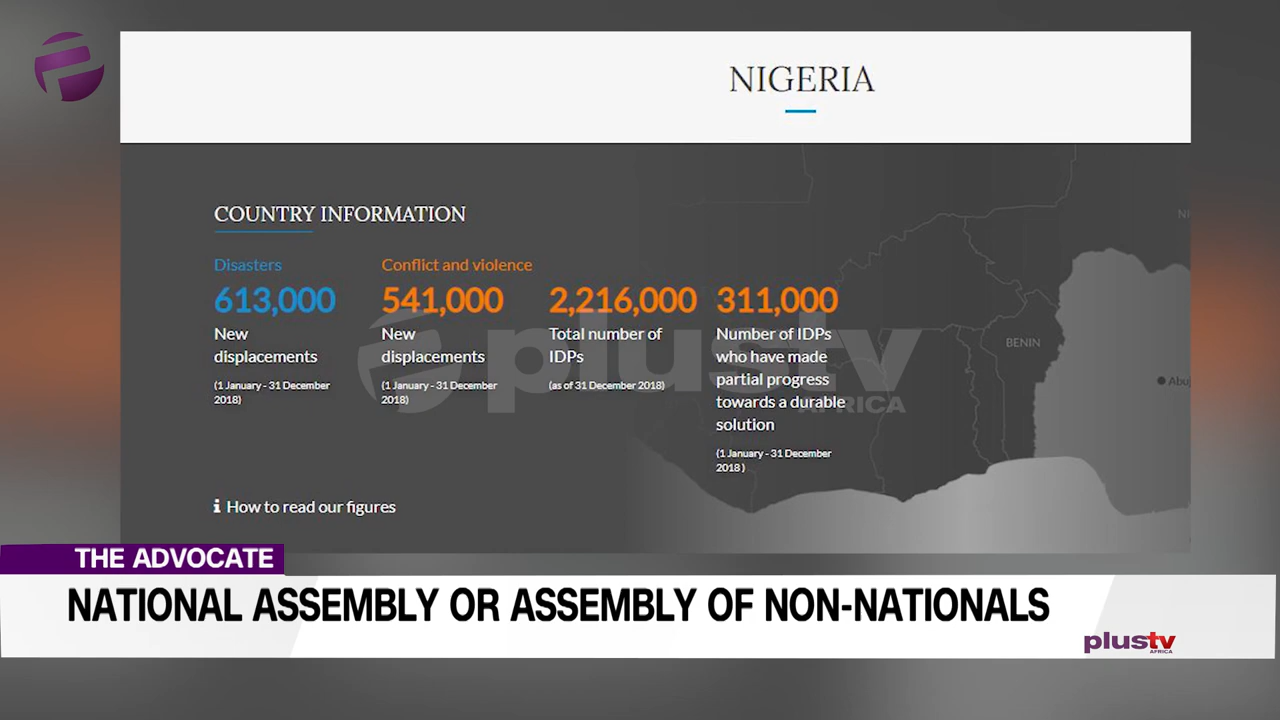 NIGERIA
COUNTRY INFORMATION
Disasters
613,000
New
displacements
(1 January - 31 December
2018)
Conflict and violence
541,000
New
displacements
(1 January - 31 December
2018)
2,216,000
Total number of
IDPs
(as of 31 December 2018)
311,000
Number of IDPs
who have made
partial progress
towards a durable
solution
(1 January - 31 December
2018 )
BENIN
plustv
AFRICA
How to read our figures
THE ADVOCATE
NATIONAL ASSEMBLY OR ASSEMBLY OF NON-NATIONALS
plustv
AFRICA